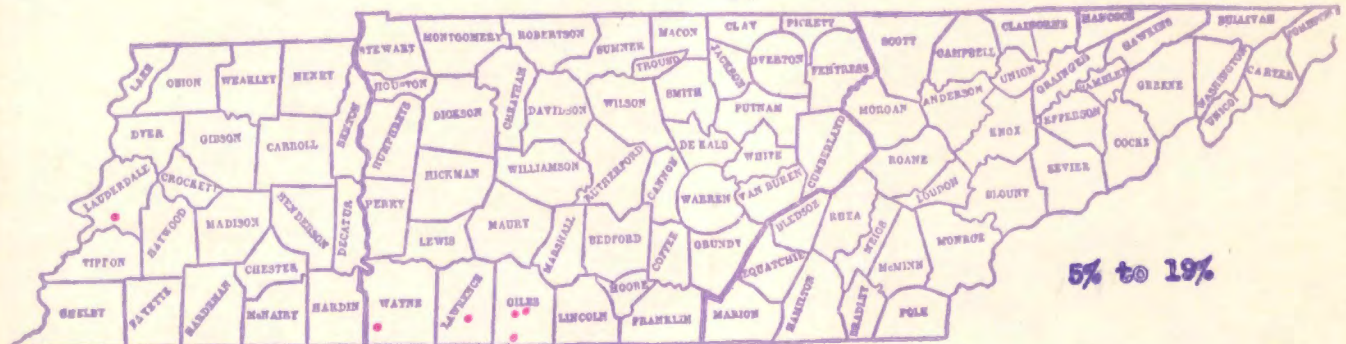 STEWART
MONTGOMERY
ROBERTSON
SUMNER
MACON
CLAY
PICKETT
SCOTT
CAMPBELL
CLAIBORNE
HANCOCK
HAWKINS
SULLIVAN
LAKE
OBION
WEAKLEY
HENRY
HOUSTON
CHEATHAM
TROUSD
JACKSON
OVERTON
FENTRESS
UNION
GRAINGER
HAMBLEN
GREENE
WASHINGTON
CARTER
UNICOI
DYER
GIBSON
CARROLL
BENTON
HUMPHREYS
DICKSON
DAVIDSON
WILSON
SMITH
PUTNAM
MORGAN
ANDERSON
KNOX
JEFFERSON
COCKE
LAUDERDALE
CROCKETT
HICKMAN
WILLIAMSON
RUTHERFORD
CANNON
DE KALB
WHITE
CUMBERLAND
ROANE
LOUDON
BLOUNT
SEVIER
HAYWOOD
MADISON
HENDERSON
DECATUR
PERRY
LEWIS
MAURY
MARSHALL
BEDFORD
COFFEE
WARREN
VAN BUREN
BLEDSOE
RHEA
MEIGS
MCMINN
MONROE
TIPTON
CHESTER
MOORE
GRUNDY
SEQUATCHIE
5% to 19%
SHELBY
FAYETTE
HARDEMAN
McNAIRY
HARDIN
WAYNE
LAWRENCE
GILES
LINCOLN
FRANKLIN
MARION
HAMILTON
BRADLEY
POLK